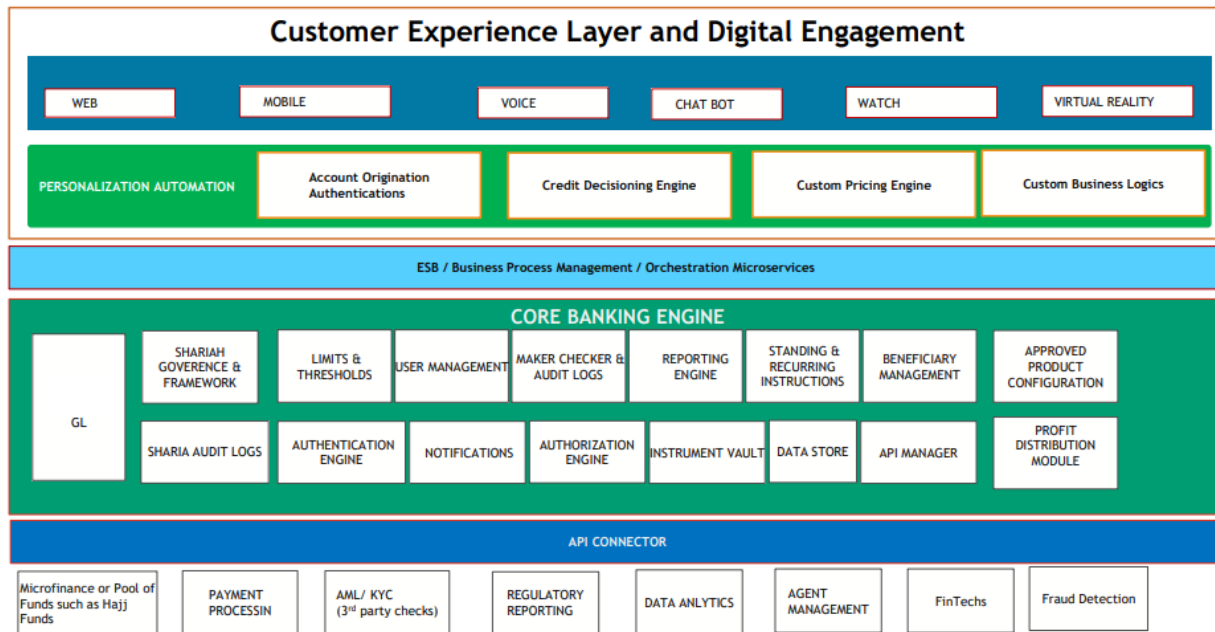 Customer Experience Layer and Digital Engagement
WEB
MOBILE
VOICE
CHAT BOT
WATCH
VIRTUAL REALITY
PERSONALIZATION AUTOMATION
Account Origination
Authentications
Credit Decisioning Engine
Custom Pricing Engine
Custom Business Logics
ESB / Business Process Management / Orchestration Microservices
CORE BANKING ENGINE
GL
SHARIAH
GOVERENCE &
FRAMEWORK
LIMITS &
THRESHOLDS
USER MANAGEMENT
MAKER CHECKER &
AUDIT LOGS
REPORTING
ENGINE
STANDING &
RECURRING
INSTRUCTIONS
BENEFICIARY
MANAGEMENT
APPROVED
PRODUCT
CONFIGURATION
SHARIA AUDIT LOGS
AUTHENTICATION
ENGINE
NOTIFICATIONS
AUTHORIZATION
ENGINE
INSTRUMENT VAULT
DATA STORE
API MANAGER
PROFIT
DISTRIBUTION
MODULE
API CONNECTOR
Microfinance or Pool of
Funds such as Hajj
Funds
PAYMENT
PROCESSIN
AML/ KYC
(3rd party checks)
REGULATORY
REPORTING
DATA ANLYTICS
AGENT
MANAGEMENT
FinTechs
Fraud Detection